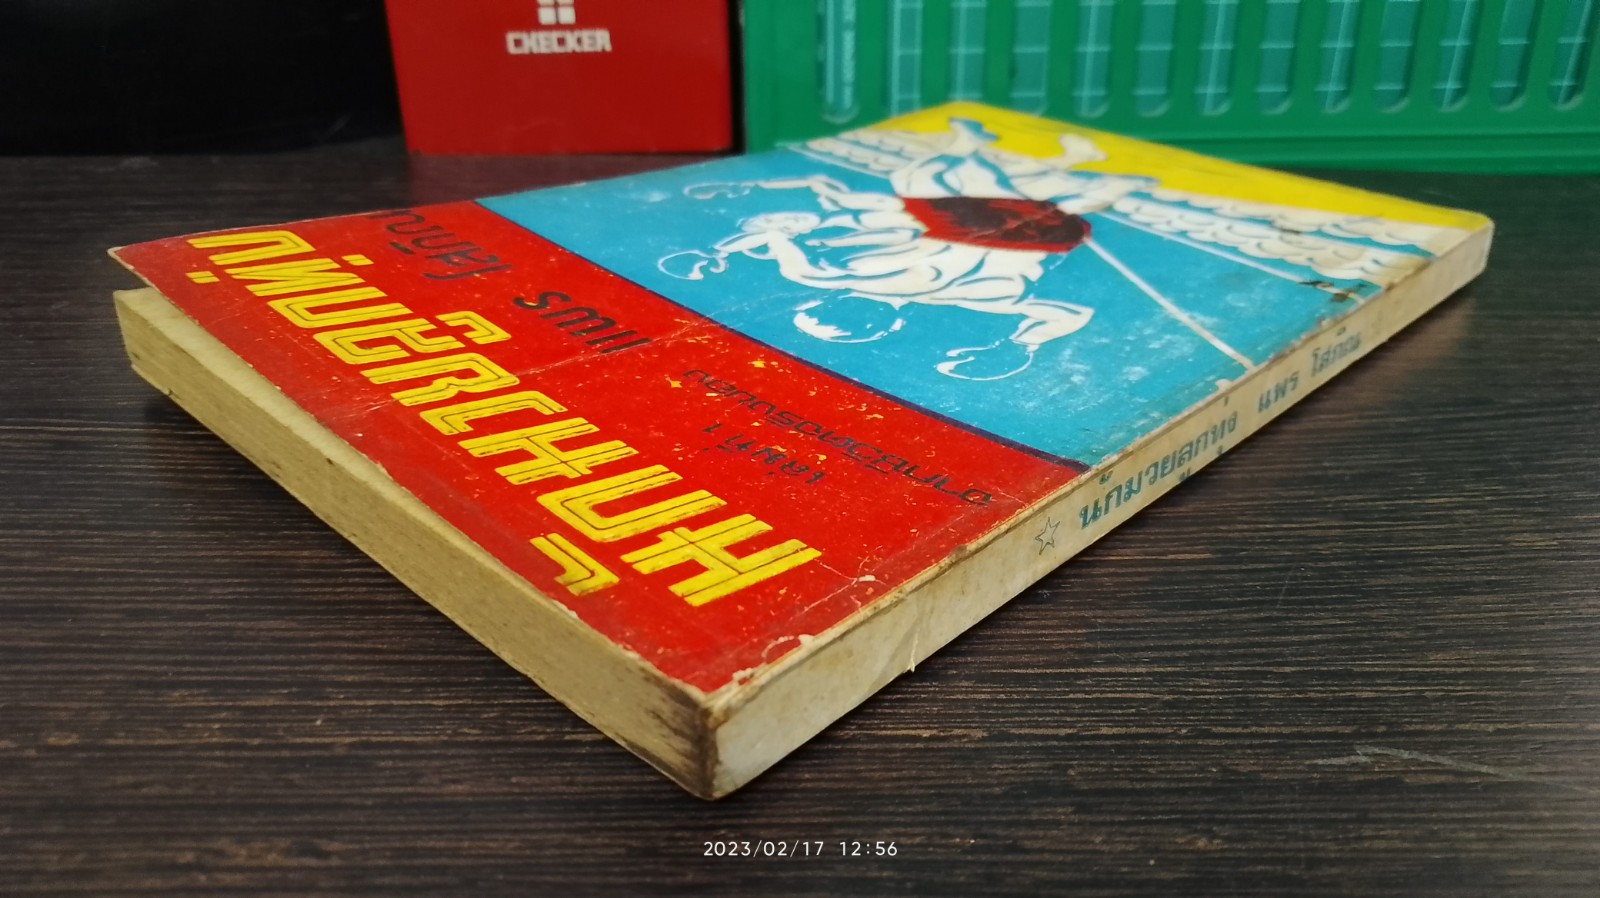 CHECKER
นักมวยลูกทุ่ง
เล่มที่ 1
แพร โสภิณ
☆ นักมวยลูกทุ่ง แพร โสภิณ
2023/02/17 12:56